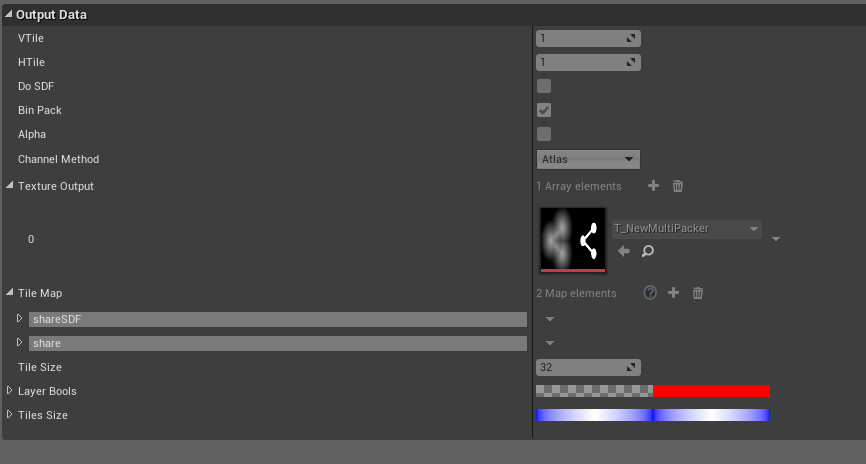 Output Data
VTile 1
HTile 1
Do SDF
Bin Pack
Alpha
Channel Method Atlas
Texture Output 1 Array elements
0 T_NewMultiPacker
Tile Map 2 Map elements ?
shareSDF
share
Tile Size 32
Layer Bools
Tiles Size